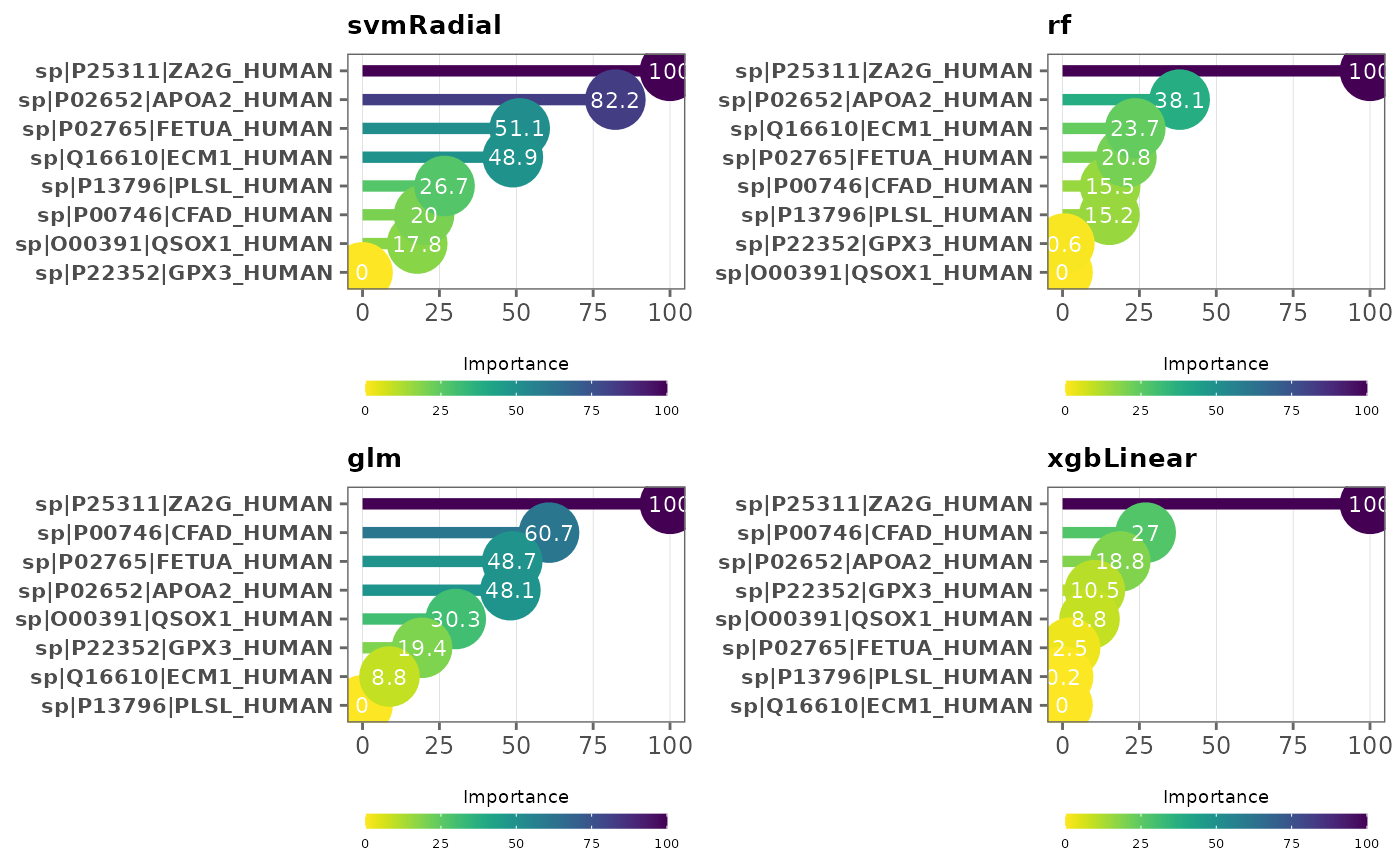 svmRadial
sp|P25311|ZA2G_HUMAN 100
sp|P02652|APOA2_HUMAN 82.2
sp|P02765|FETUA_HUMAN 51.1
sp|Q16610|ECM1_HUMAN 48.9
sp|P13796|PLSL_HUMAN 26.7
sp|P00746|CFAD_HUMAN 20
sp|O00391|QSOX1_HUMAN 17.8
sp|P22352|GPX3_HUMAN 0
0 25 50 75 100
Importance
0 25 50 75 100
rf
sp|P25311|ZA2G_HUMAN 100
sp|P02652|APOA2_HUMAN 38.1
sp|Q16610|ECM1_HUMAN 23.7
sp|P02765|FETUA_HUMAN 20.8
sp|P00746|CFAD_HUMAN 15.5
sp|P13796|PLSL_HUMAN 15.2
sp|P22352|GPX3_HUMAN 0.6
sp|O00391|QSOX1_HUMAN 0
0 25 50 75 100
Importance
0 25 50 75 100
glm
sp|P25311|ZA2G_HUMAN 100
sp|P00746|CFAD_HUMAN 60.7
sp|P02765|FETUA_HUMAN 48.7
sp|P02652|APOA2_HUMAN 48.1
sp|O00391|QSOX1_HUMAN 30.3
sp|P22352|GPX3_HUMAN 19.4
sp|Q16610|ECM1_HUMAN 8.8
sp|P13796|PLSL_HUMAN 0
0 25 50 75 100
Importance
0 25 50 75 100
xgbLinear
sp|P25311|ZA2G_HUMAN 100
sp|P00746|CFAD_HUMAN 27
sp|P02652|APOA2_HUMAN 18.8
sp|P22352|GPX3_HUMAN 10.5
sp|O00391|QSOX1_HUMAN 8.8
sp|P02765|FETUA_HUMAN 2.5
sp|P13796|PLSL_HUMAN 0.2
sp|Q16610|ECM1_HUMAN 0
0 25 50 75 100
Importance
0 25 50 75 100